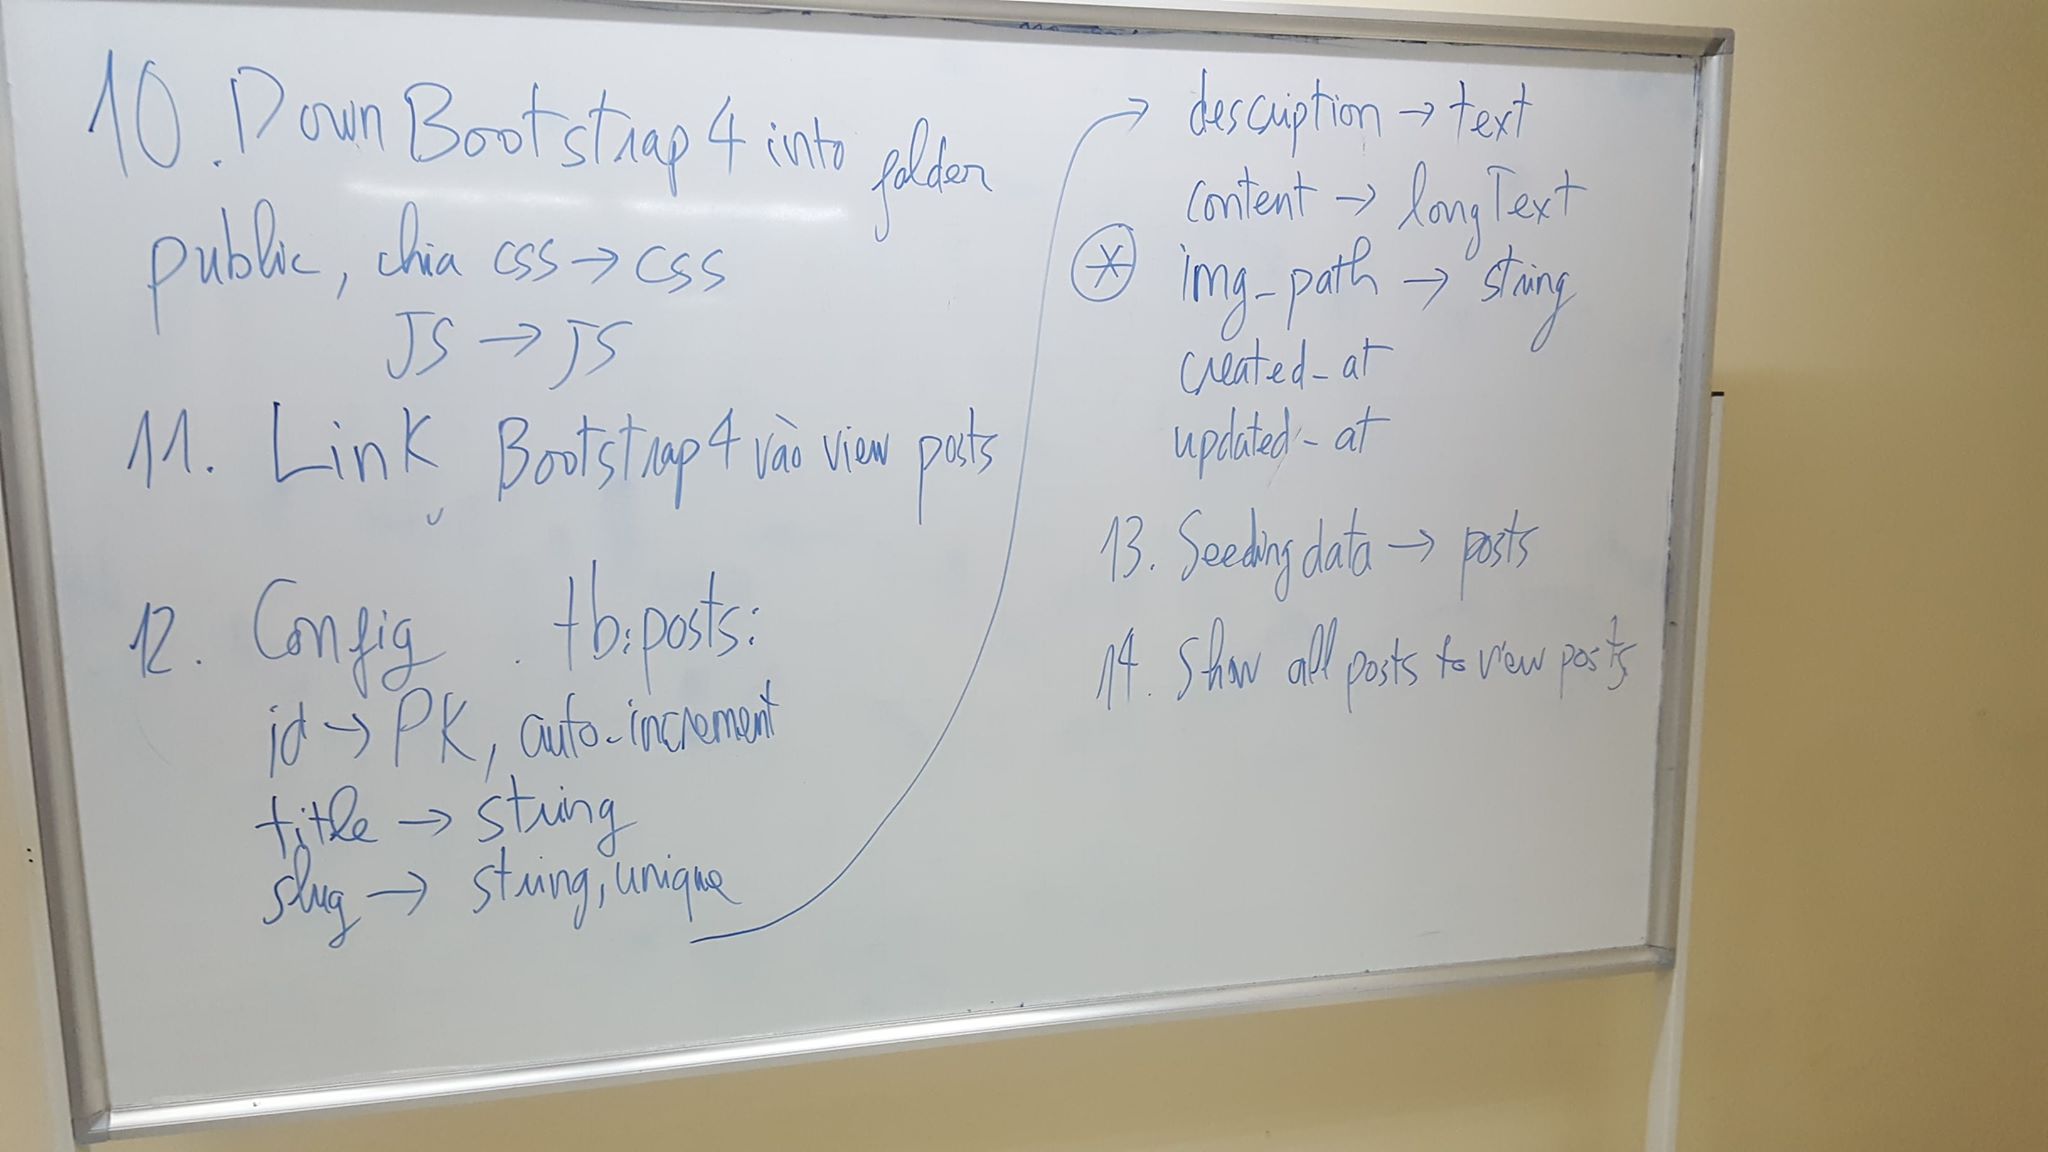 10. Down Bootstrap 4 into folder
public, chia css → css
JS → JS
11. Link Bootstrap 4 vào view posts
12. Config tb:posts:
id → PK, auto-increment
title → string
slug → string, unique
description → text
content → longText
* img_path → string
created_at
updated_at
13. Seeding data → posts
14. Show all posts to view posts